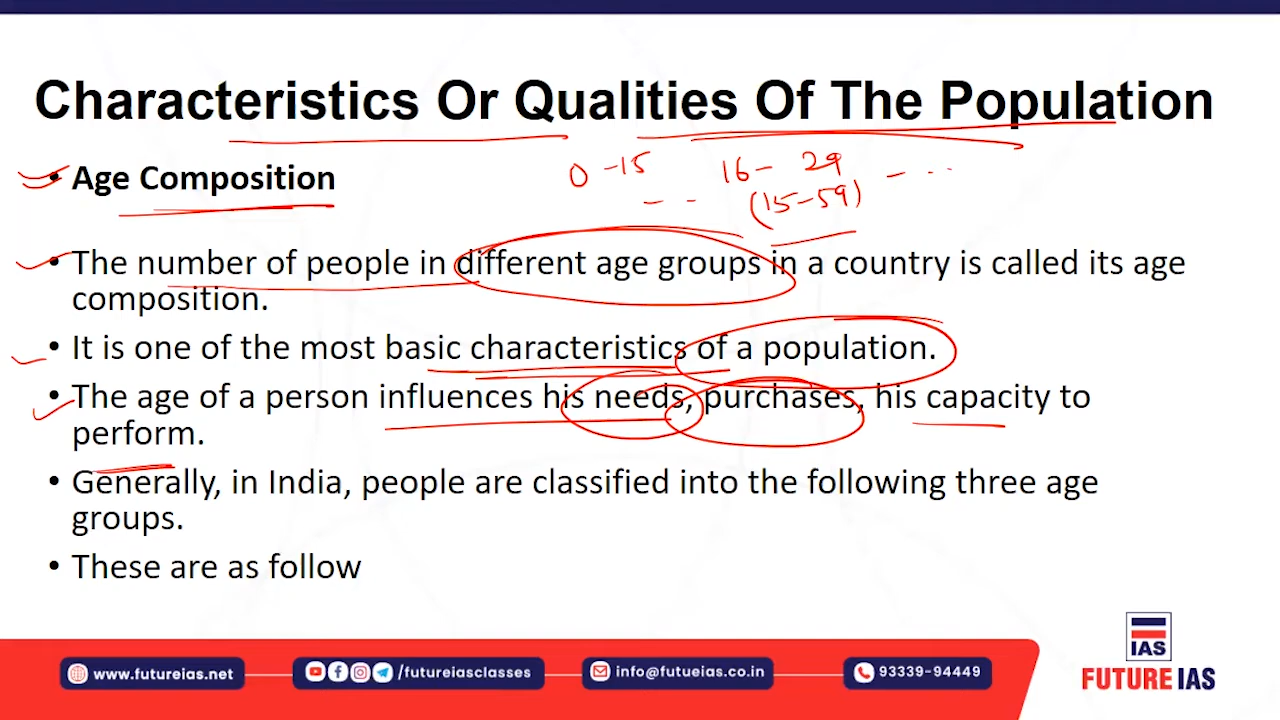 Characteristics Or Qualities Of The Population
0 - 15 16 - 29 - ...
• Age Composition
- - (15-59)
• The number of people in different age groups in a country is called its age
composition.
• It is one of the most basic characteristics of a population.
• The age of a person influences his needs, purchases, his capacity to
perform.
• Generally, in India, people are classified into the following three age
groups.
• These are as follow
IAS
FUTURE IAS
www.futureias.net
/futureiasclasses
info@futueias.co.in
93339-94449